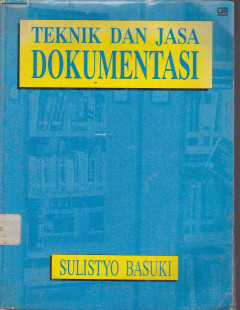 TEKNIK DAN JASA
DOKUMENTASI
SULISTYO BASUKI